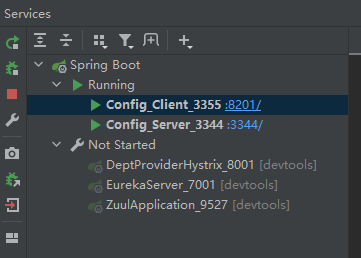 Services
Spring Boot
Running
Config_Client_3355 :8201/
Config_Server_3344 :3344/
Not Started
DeptProviderHystrix_8001 [devtools]
EurekaServer_7001 [devtools]
ZuulApplication_9527 [devtools]